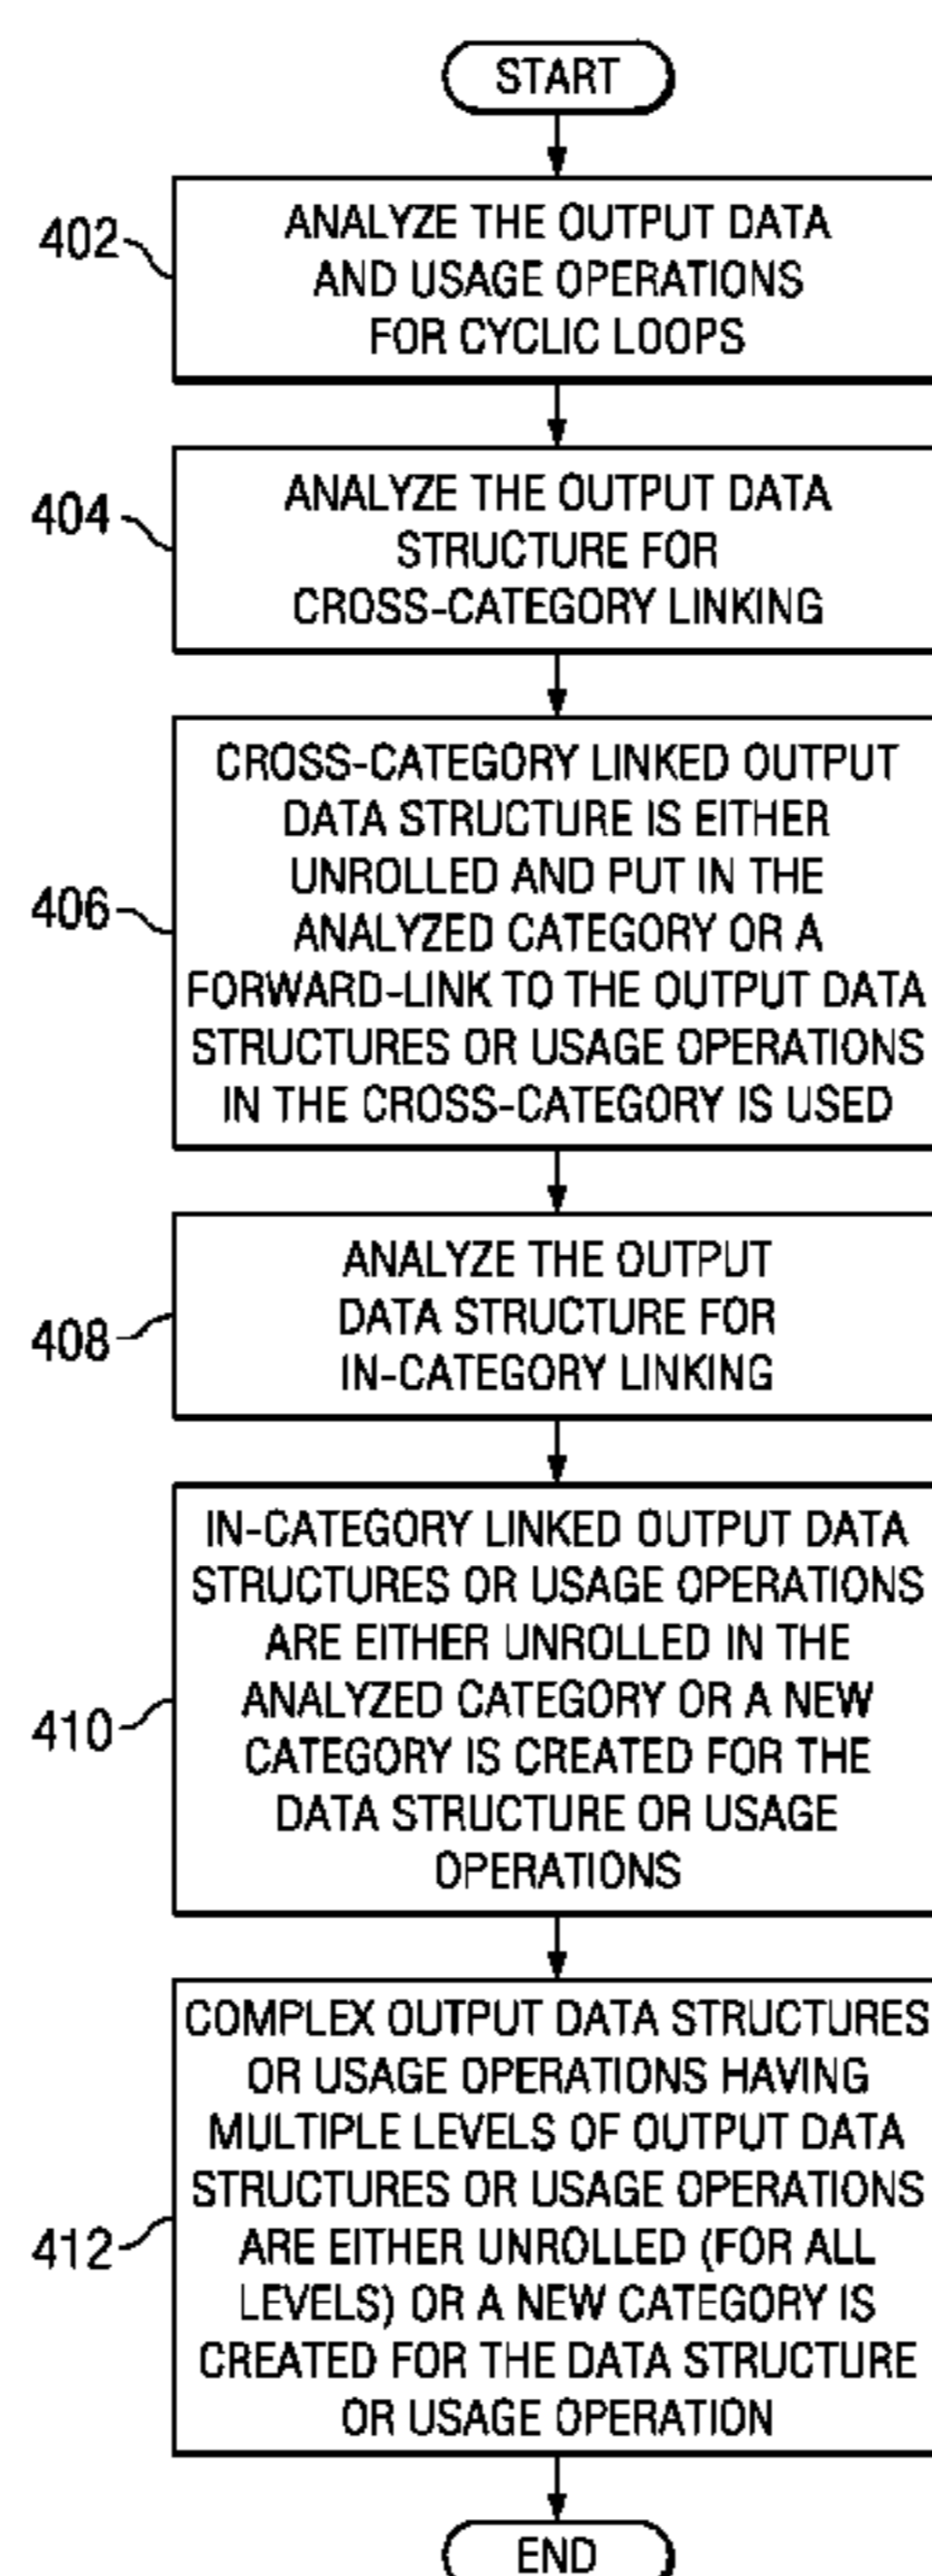 START
402
ANALYZE THE OUTPUT DATA
AND USAGE OPERATIONS
FOR CYCLIC LOOPS
404
ANALYZE THE OUTPUT DATA
STRUCTURE FOR
CROSS-CATEGORY LINKING
406
CROSS-CATEGORY LINKED OUTPUT
DATA STRUCTURE IS EITHER
UNROLLED AND PUT IN THE
ANALYZED CATEGORY OR A
FORWARD-LINK TO THE OUTPUT DATA
STRUCTURES OR USAGE OPERATIONS
IN THE CROSS-CATEGORY IS USED
408
ANALYZE THE OUTPUT
DATA STRUCTURE FOR
IN-CATEGORY LINKING
410
IN-CATEGORY LINKED OUTPUT DATA
STRUCTURES OR USAGE OPERATIONS
ARE EITHER UNROLLED IN THE
ANALYZED CATEGORY OR A NEW
CATEGORY IS CREATED FOR THE
DATA STRUCTURE OR USAGE
OPERATIONS
412
COMPLEX OUTPUT DATA STRUCTURES
OR USAGE OPERATIONS HAVING
MULTIPLE LEVELS OF OUTPUT DATA
STRUCTURES OR USAGE OPERATIONS
ARE EITHER UNROLLED (FOR ALL
LEVELS) OR A NEW CATEGORY IS
CREATED FOR THE DATA STRUCTURE
OR USAGE OPERATION
END